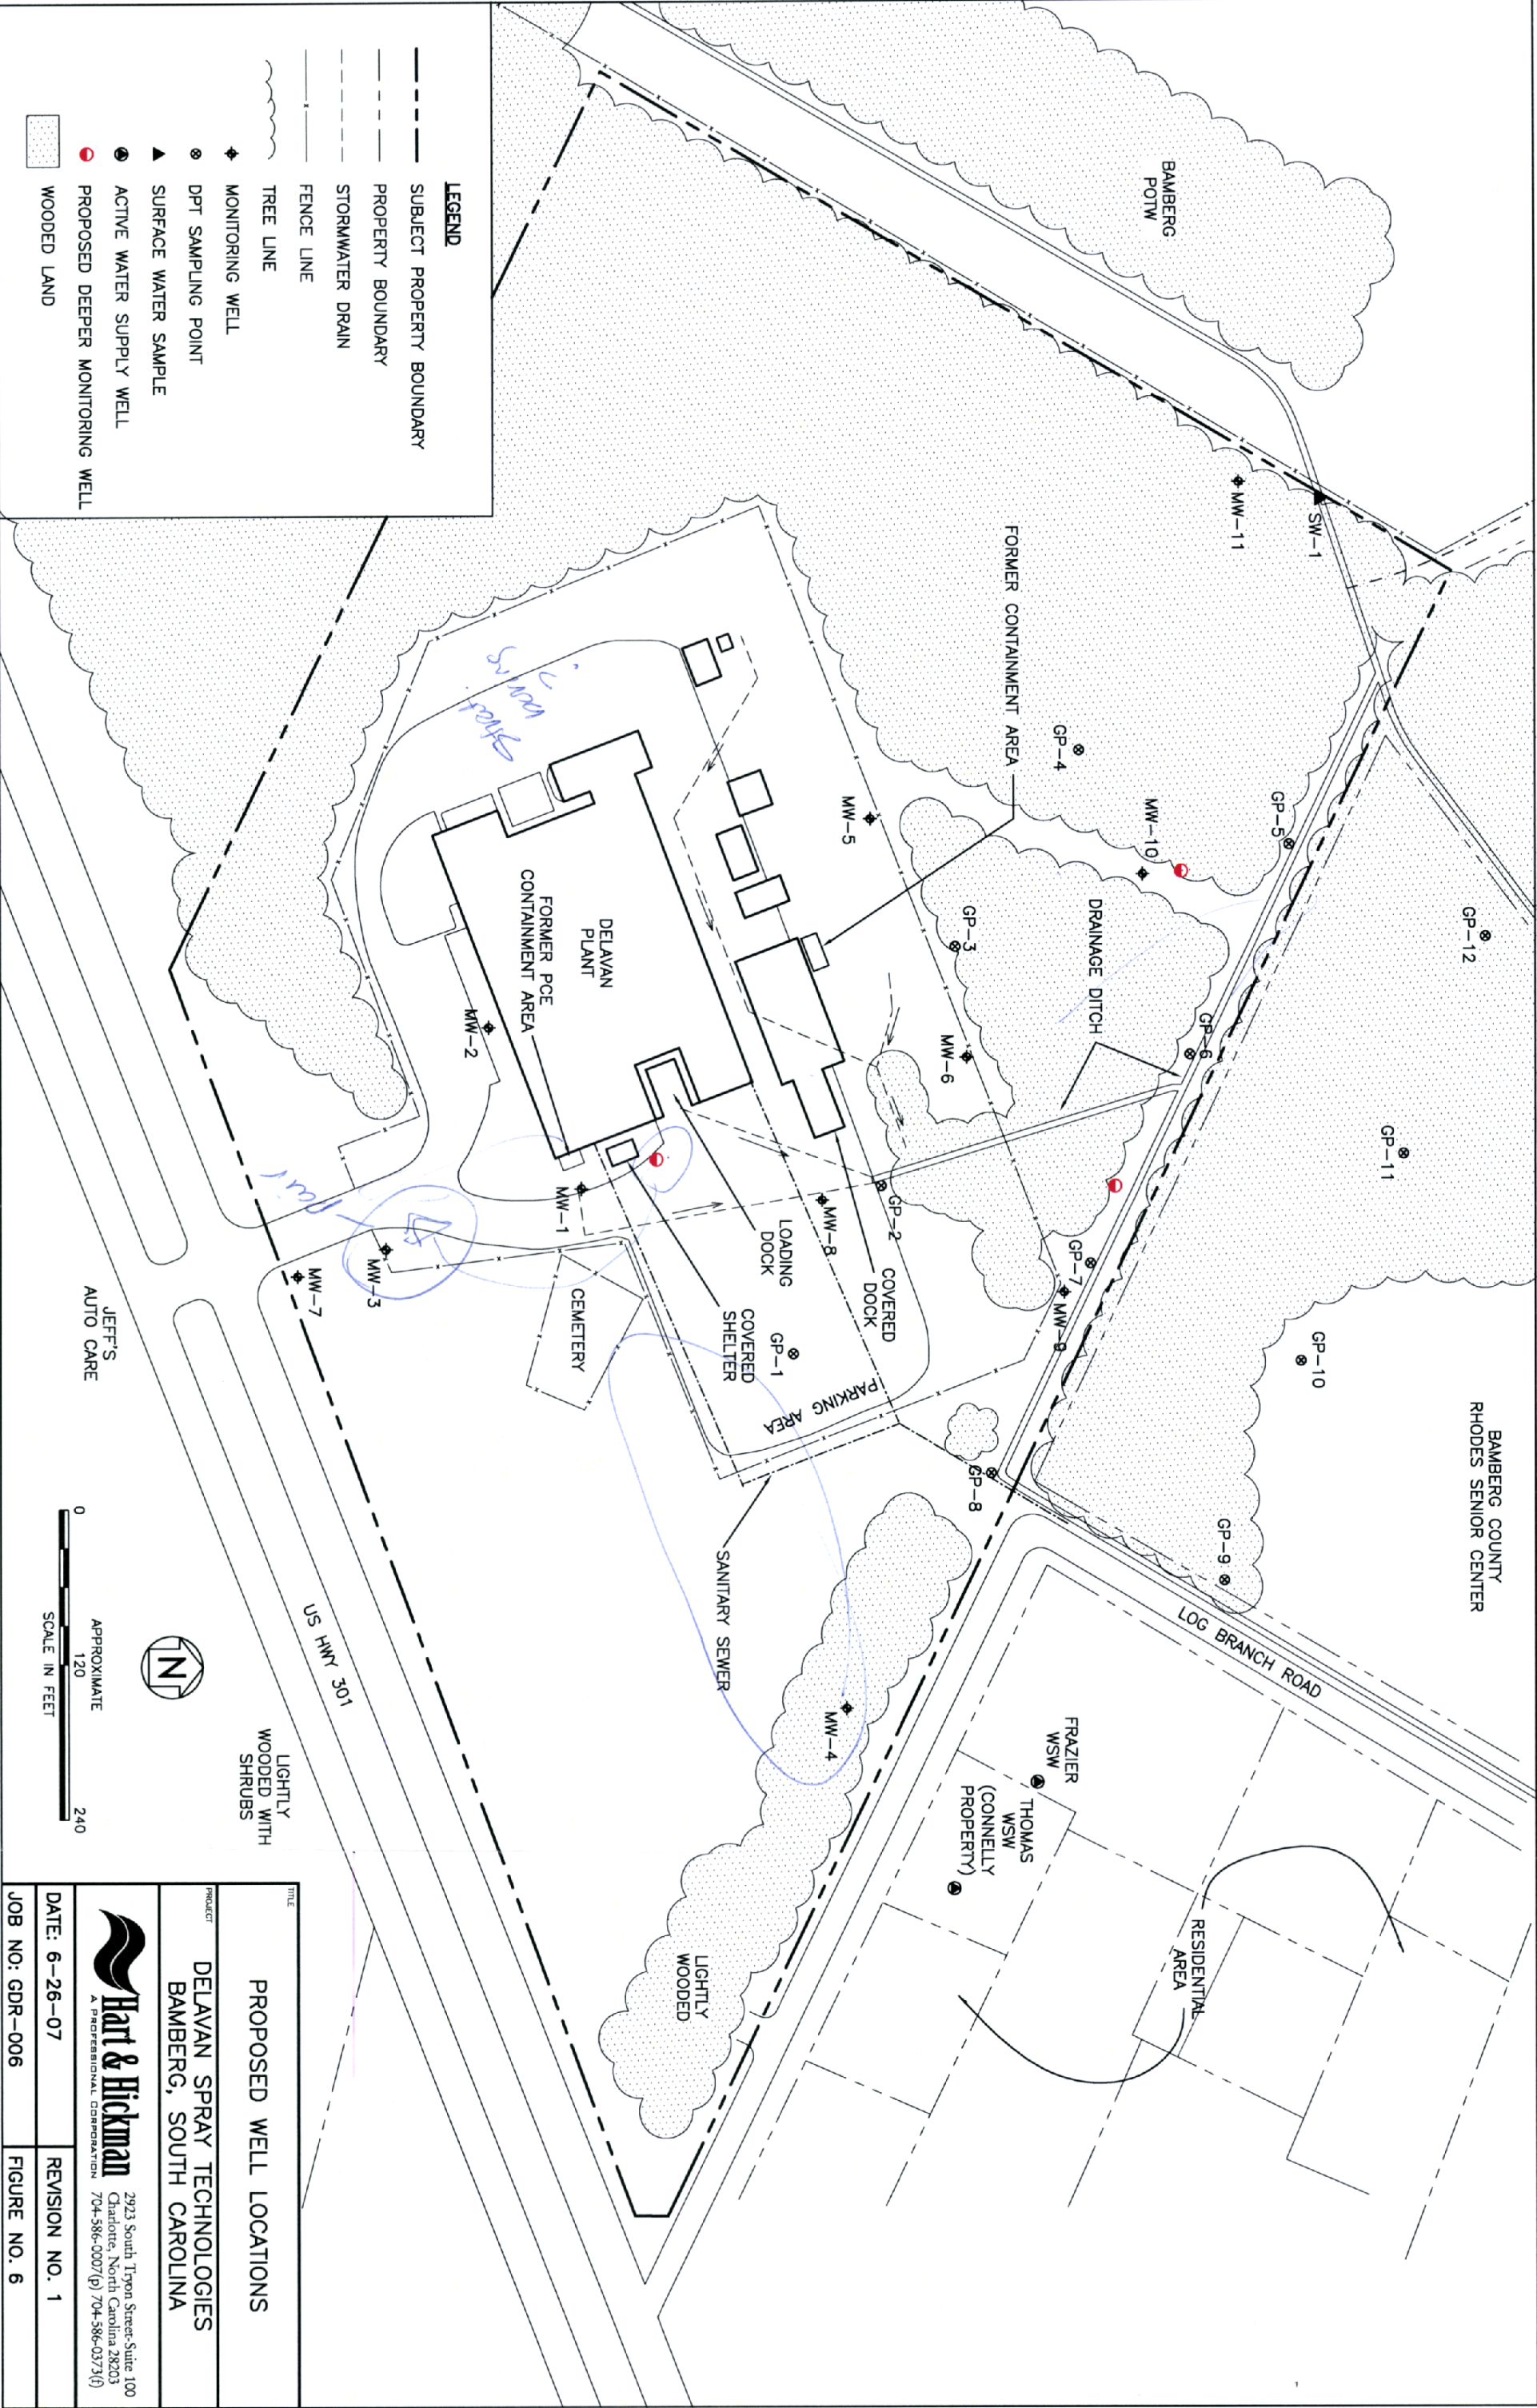 BAMBERG
POTW
SW-1
MW-11
FORMER CONTAINMENT AREA
GP-4
MW-10
GP-5
GP-12
MW-5
GP-3
DRAINAGE DITCH
GP-6
MW-6
GP-11
DELAVAN
PLANT
FORMER PCE
CONTAINMENT AREA
MW-2
MW-1
MW-8
GP-2
GP-7
MW-9
GP-10
LOADING
DOCK
COVERED
DOCK
COVERED
SHELTER
GP-1
PARKING AREA
CEMETERY
MW-3
MW-7
pair
shal.
boring
?
GP-8
GP-9
BAMBERG COUNTY
RHODES SENIOR CENTER
LOG BRANCH ROAD
SANITARY SEWER
MW-4
FRAZIER
WSW
THOMAS
WSW
(CONNELLY
PROPERTY)
RESIDENTIAL
AREA
LIGHTLY
WOODED
JEFF'S
AUTO CARE
US HWY 301
LIGHTLY
WOODED WITH
SHRUBS
N
0
120
240
APPROXIMATE
SCALE IN FEET
LEGEND
SUBJECT PROPERTY BOUNDARY
PROPERTY BOUNDARY
STORMWATER DRAIN
FENCE LINE
TREE LINE
MONITORING WELL
DPT SAMPLING POINT
SURFACE WATER SAMPLE
ACTIVE WATER SUPPLY WELL
PROPOSED DEEPER MONITORING WELL
WOODED LAND
TITLE
PROPOSED WELL LOCATIONS
PROJECT
DELAVAN SPRAY TECHNOLOGIES
BAMBERG, SOUTH CAROLINA
Hart & Hickman
A PROFESSIONAL CORPORATION
2923 South Tryon Street-Suite 100
Charlotte, North Carolina 28203
704-586-0007(p) 704-586-0373(f)
DATE: 6-26-07
REVISION NO. 1
JOB NO: GDR-006
FIGURE NO. 6